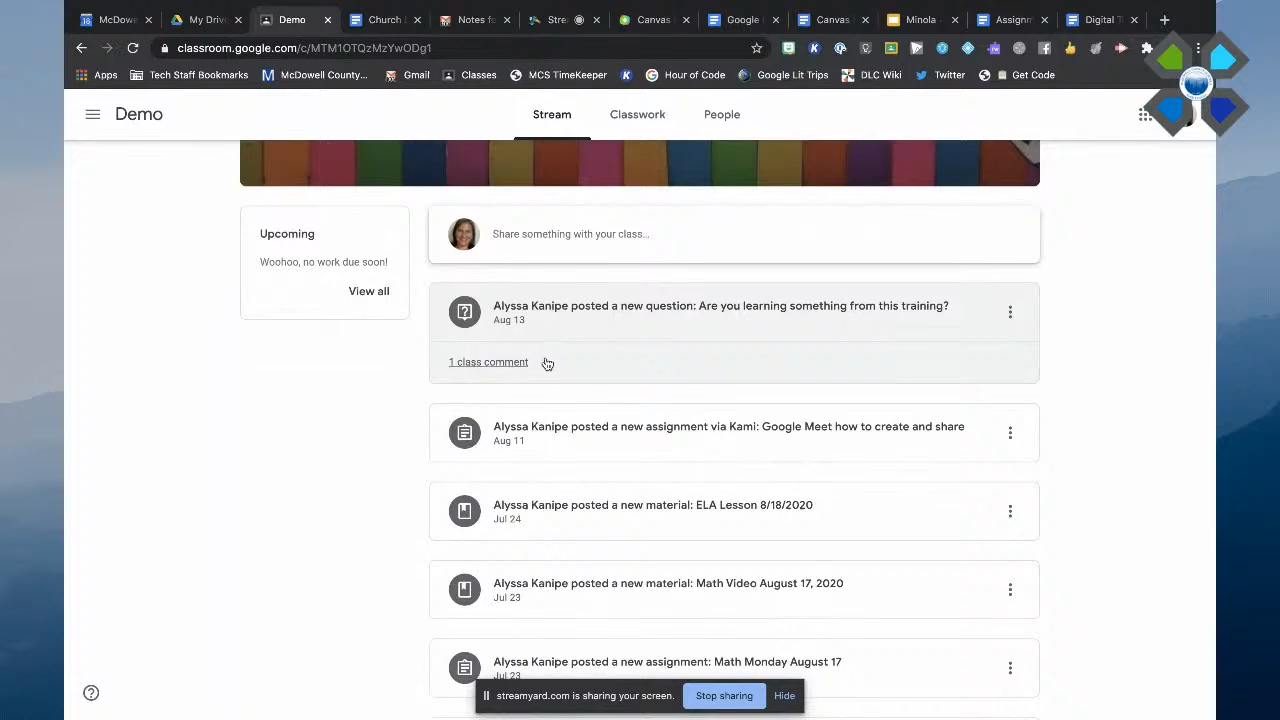 McDowe
My Drive
Demo
Church I
Notes for
Stre
Canvas
Google
Canvas
Minola -
Assignm
Digital T
classroom.google.com/c/MTM1OTQzMzYwODg1
Apps
Tech Staff Bookmarks
McDowell County...
Gmail
Classes
MCS TimeKeeper
Hour of Code
Google Lit Trips
DLC Wiki
Twitter
Get Code
Demo
Stream
Classwork
People
Upcoming
Woohoo, no work due soon!
View all
Share something with your class...
Alyssa Kanipe posted a new question: Are you learning something from this training?
Aug 13
1 class comment
Alyssa Kanipe posted a new assignment via Kami: Google Meet how to create and share
Aug 11
Alyssa Kanipe posted a new material: ELA Lesson 8/18/2020
Jul 24
Alyssa Kanipe posted a new material: Math Video August 17, 2020
Jul 23
Alyssa Kanipe posted a new assignment: Math Monday August 17
Jul 23
streamyard.com is sharing your screen.
Stop sharing
Hide